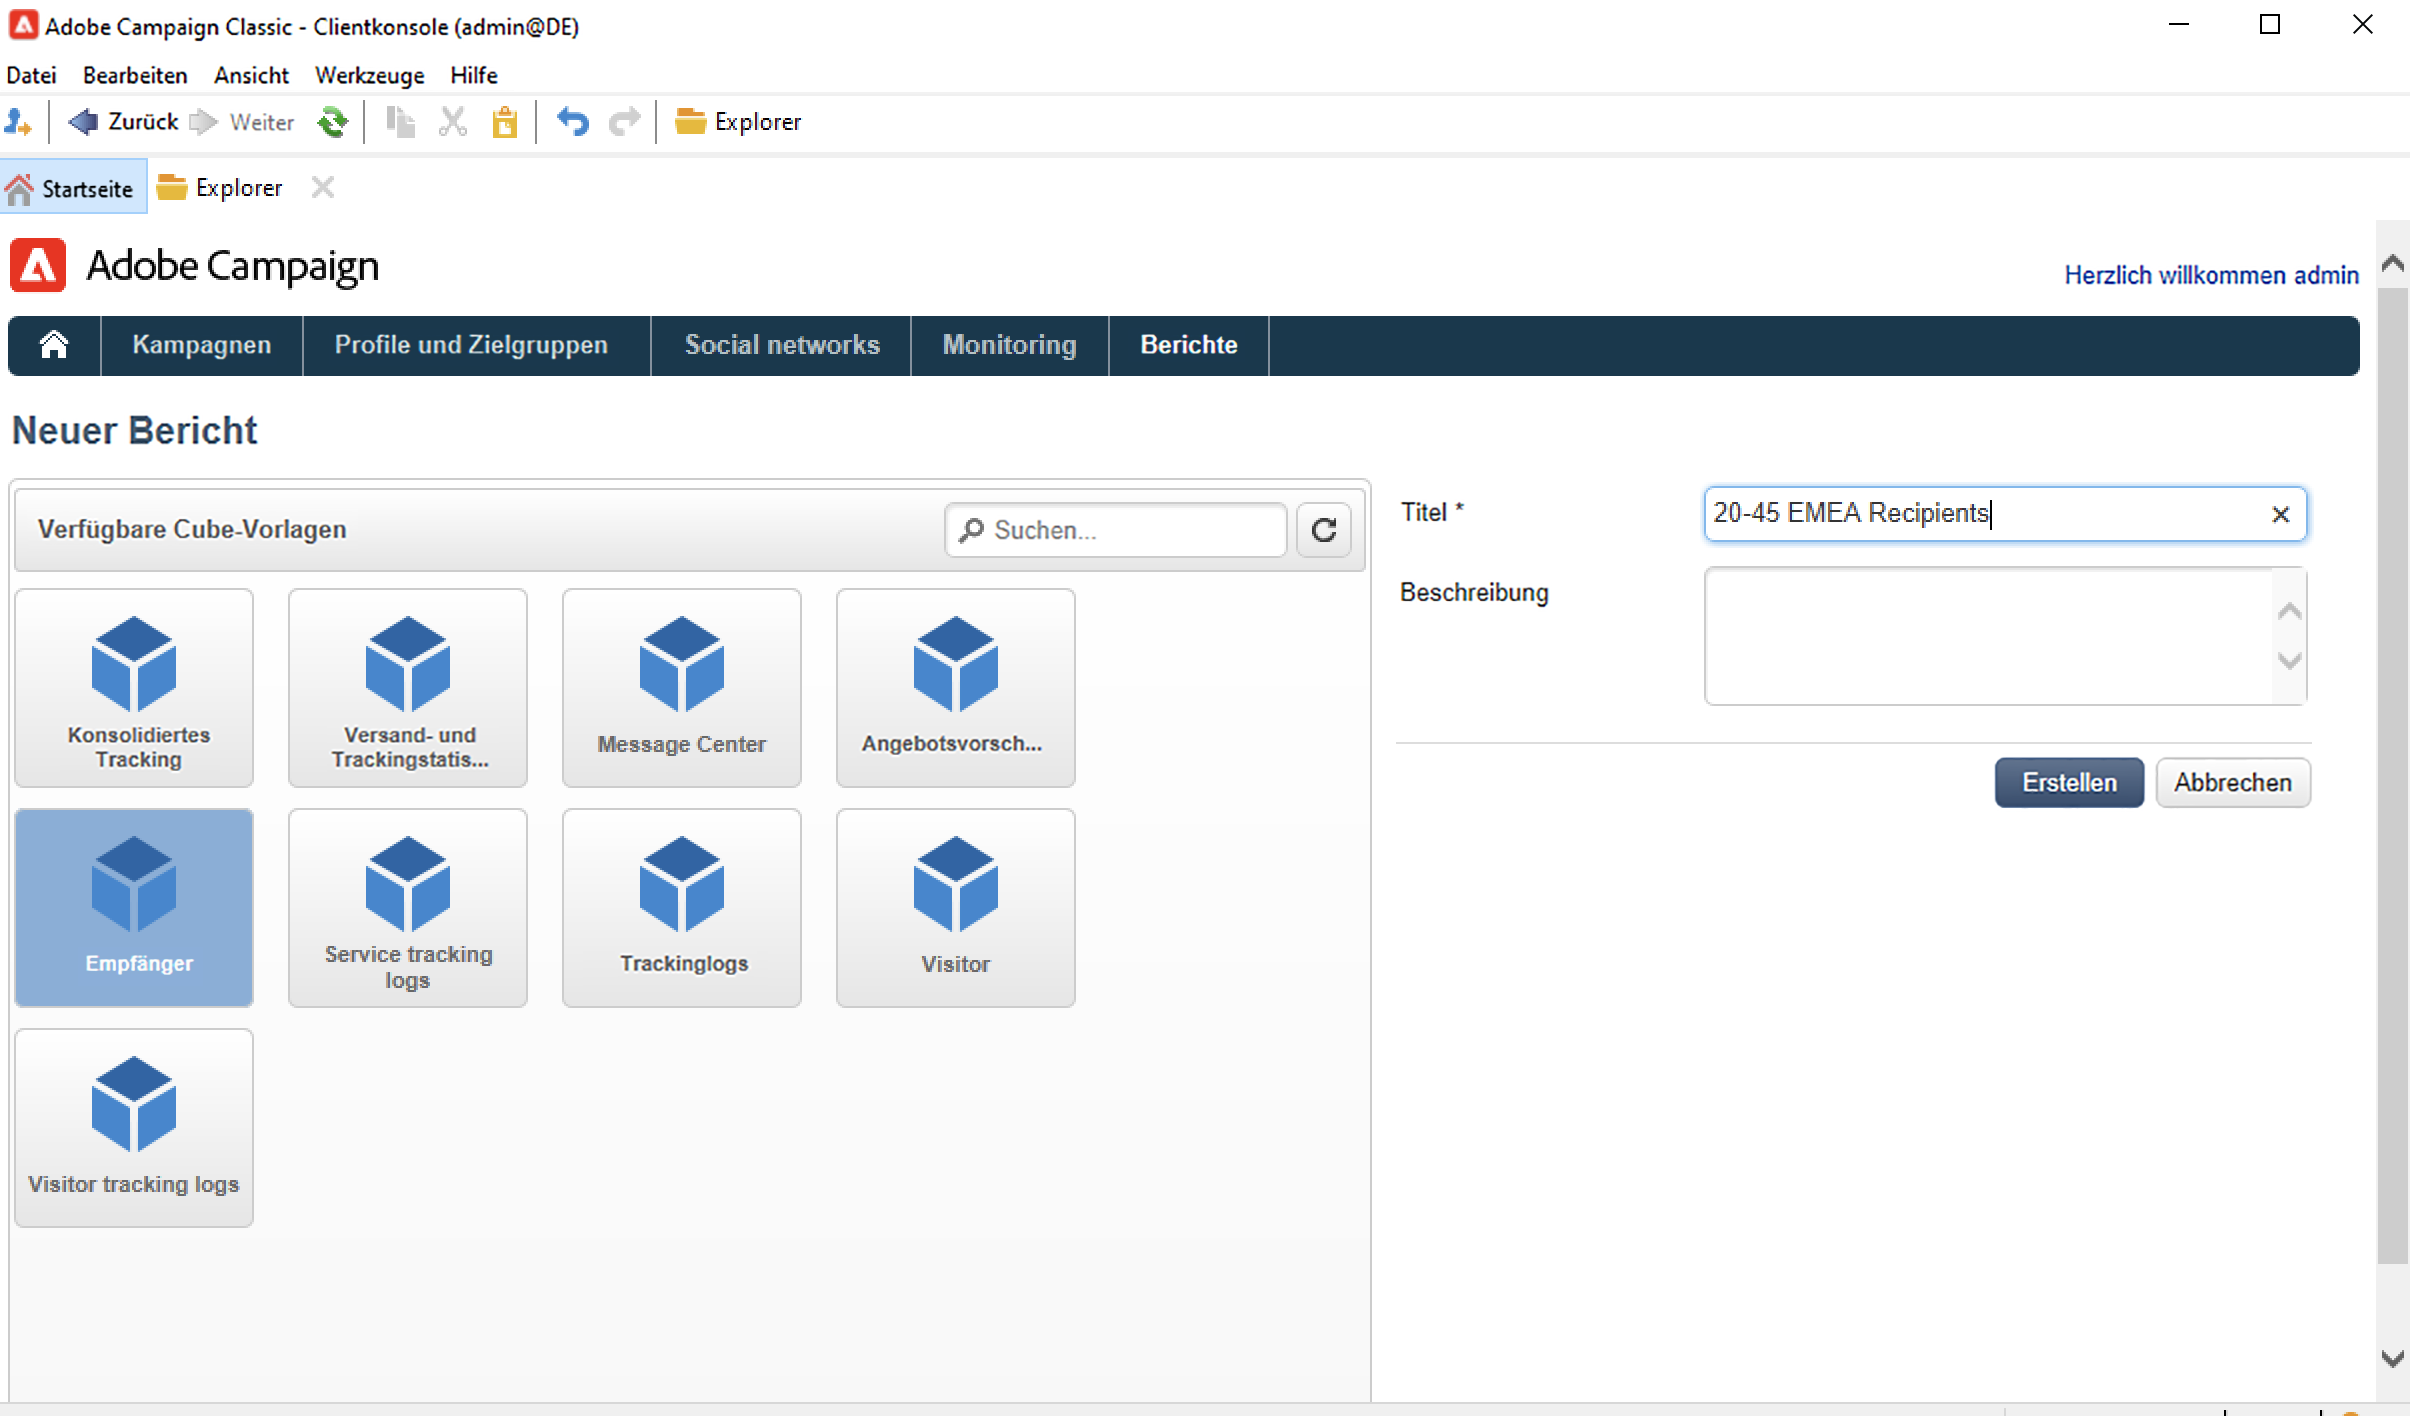 Adobe Campaign Classic - Clientkonsole (admin@DE)
Datei Bearbeiten Ansicht Werkzeuge Hilfe
Zurück Weiter Explorer
Startseite Explorer
Adobe Campaign
Herzlich willkommen admin
Kampagnen Profile und Zielgruppen Social networks Monitoring Berichte
Neuer Bericht
Verfügbare Cube-Vorlagen Suchen...
Titel * 20-45 EMEA Recipients
Beschreibung
Erstellen Abbrechen
Konsolidiertes
Tracking
Versand- und
Trackingstatis...
Message Center
Angebotsvorsch...
Empfänger
Service tracking
logs
Trackinglogs
Visitor
Visitor tracking logs